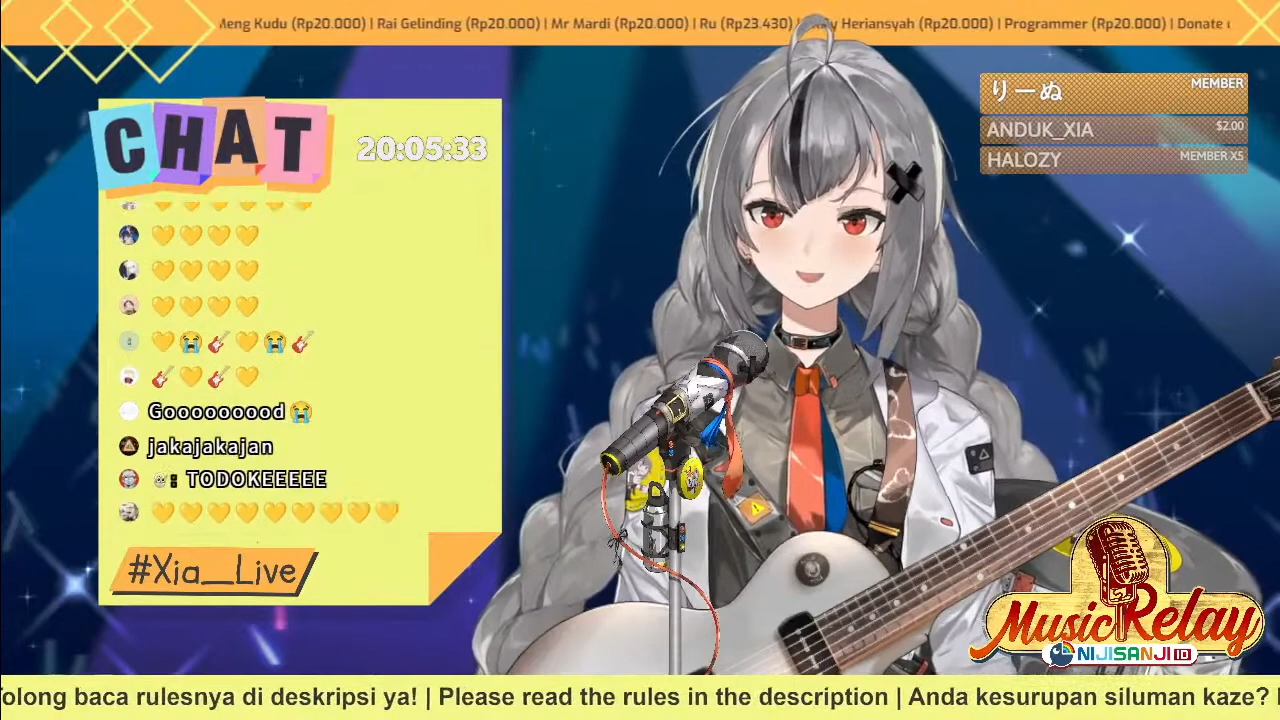 Meng Kudu (Rp20.000) | Rai Gelinding (Rp20.000) | Mr Mardi (Rp20.000) | Ru (Rp23.430) | Heriansyah (Rp20.000) | Programmer (Rp20.000) | Donate
CHAT
20:05:33
Gooooooood
jakajakajan
TODOKEEEEE
#Xia_Live
りーぬ MEMBER
ANDUK_XIA $2.00
HALOZY MEMBER X5
Music Relay
NIJISANJI ID
Tolong baca rulesnya di deskripsi ya! | Please read the rules in the description | Anda kesurupan siluman kaze? |